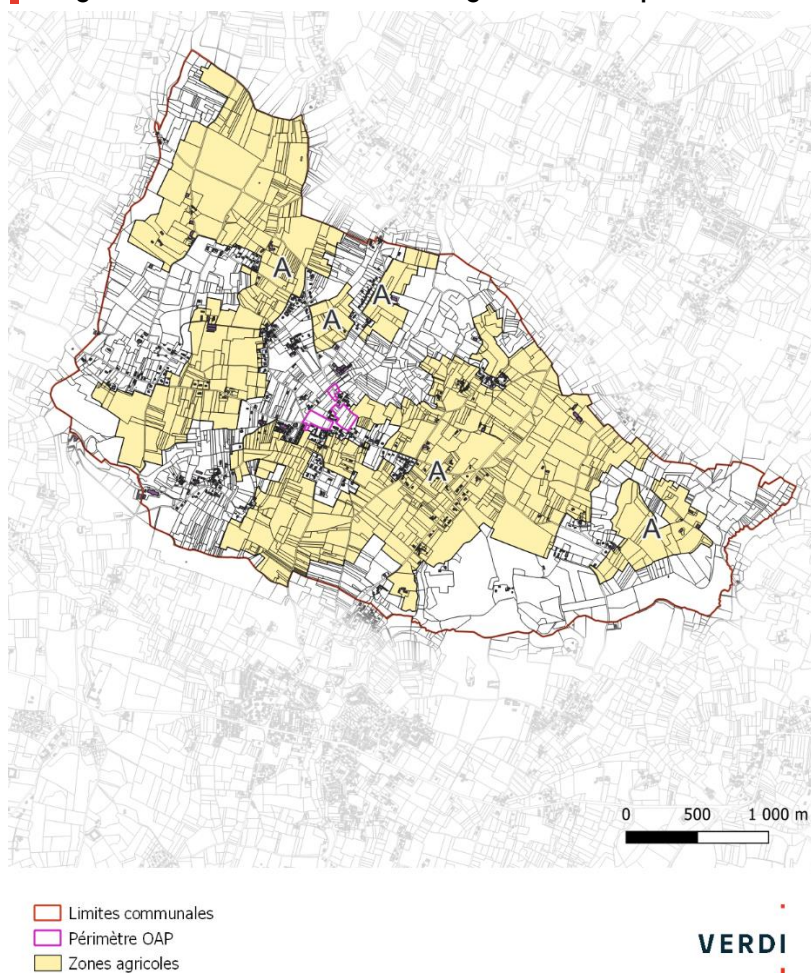 A
A
A
A
A
0 500 1 000 m
Limites communales
Périmètre OAP
Zones agricoles
VERDI